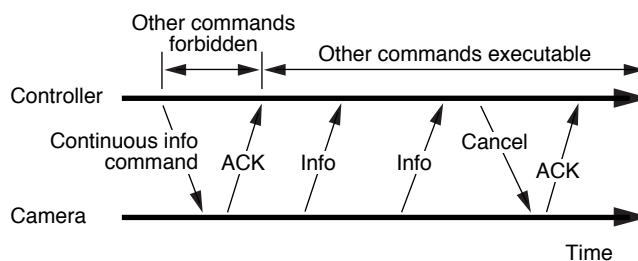 Other commands
forbidden
Other commands executable
Controller
Continuous info
command
ACK
Info
Info
Cancel
ACK
Camera
Time